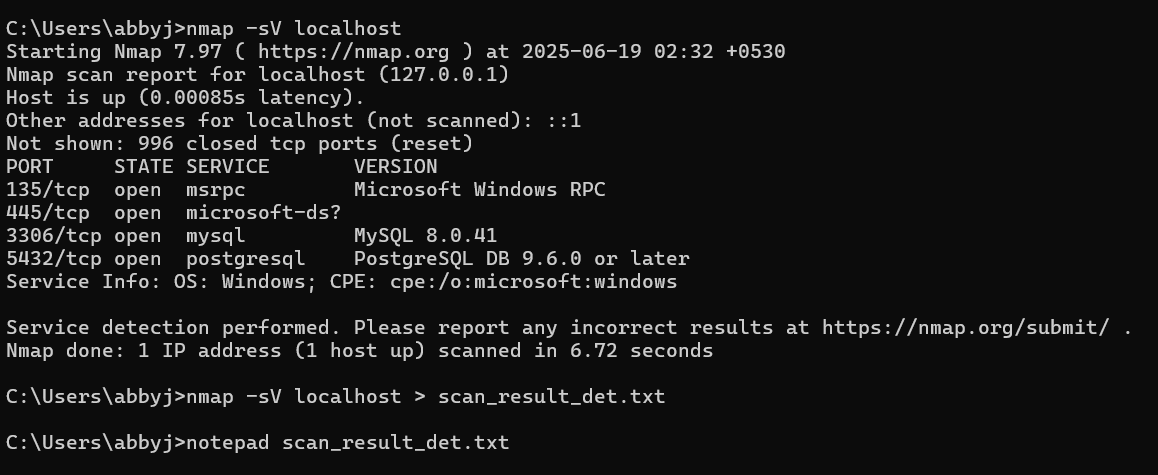 C:\Users\abbyj>nmap -sV localhost
Starting Nmap 7.97 ( https://nmap.org ) at 2025-06-19 02:32 +0530
Nmap scan report for localhost (127.0.0.1)
Host is up (0.00085s latency).
Other addresses for localhost (not scanned): ::1
Not shown: 996 closed tcp ports (reset)
PORT     STATE SERVICE       VERSION
135/tcp  open  msrpc         Microsoft Windows RPC
445/tcp  open  microsoft-ds?
3306/tcp open  mysql         MySQL 8.0.41
5432/tcp open  postgresql    PostgreSQL DB 9.6.0 or later
Service Info: OS: Windows; CPE: cpe:/o:microsoft:windows
Service detection performed. Please report any incorrect results at https://nmap.org/submit/ .
Nmap done: 1 IP address (1 host up) scanned in 6.72 seconds
C:\Users\abbyj>nmap -sV localhost > scan_result_det.txt
C:\Users\abbyj>notepad scan_result_det.txt